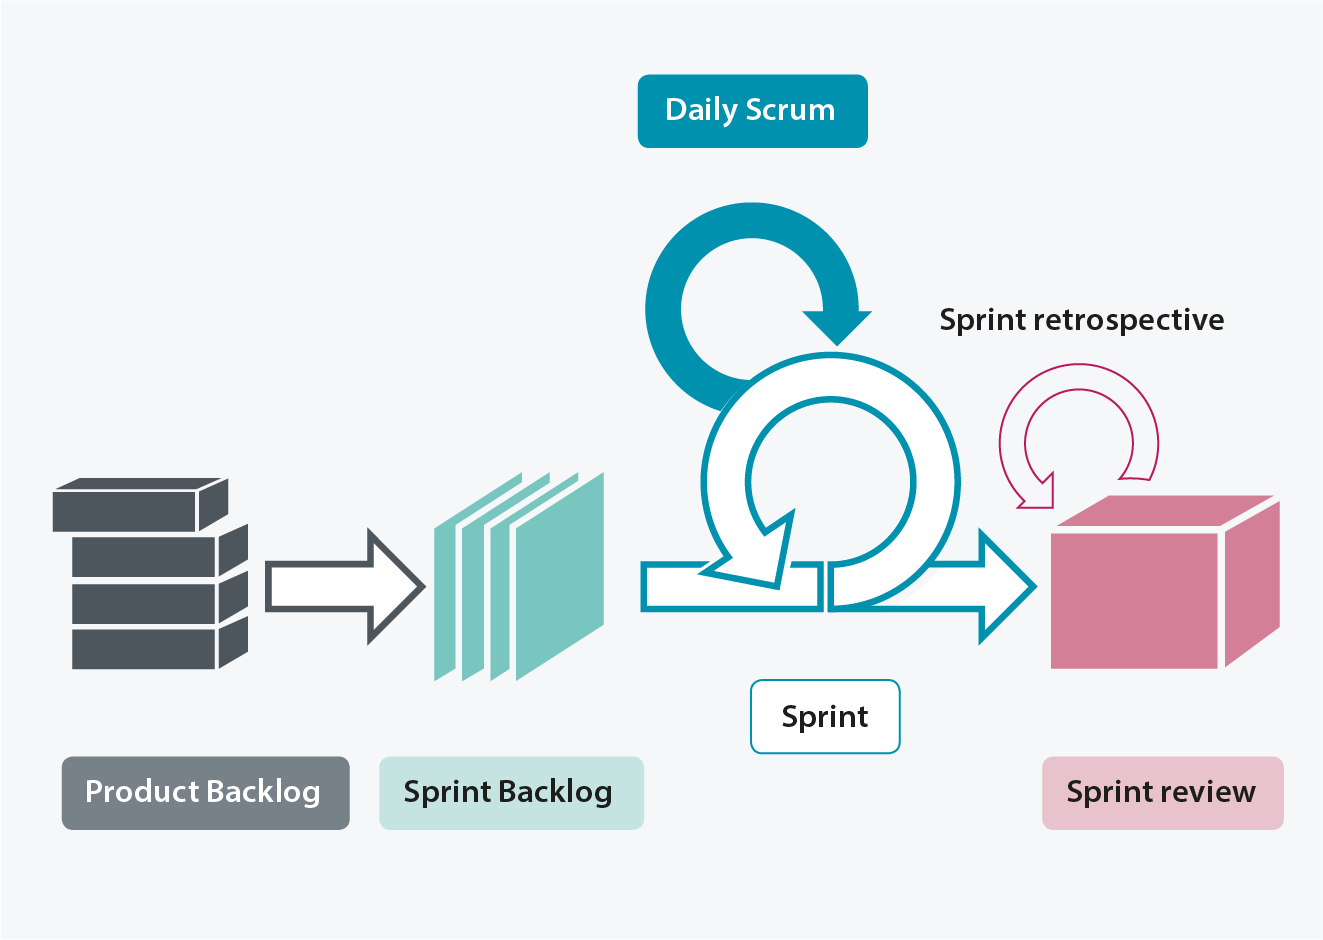 Daily Scrum
Sprint retrospective
Sprint
Product Backlog
Sprint Backlog
Sprint review